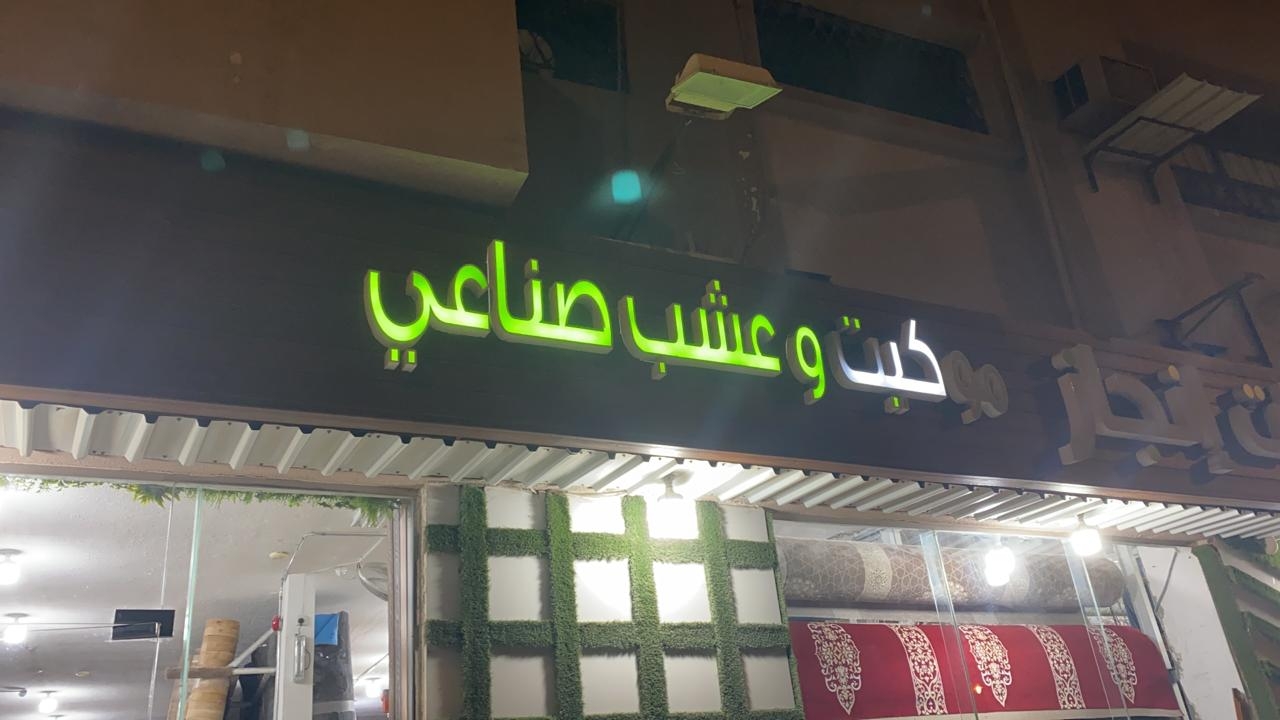 موكيت و عشب صناعي